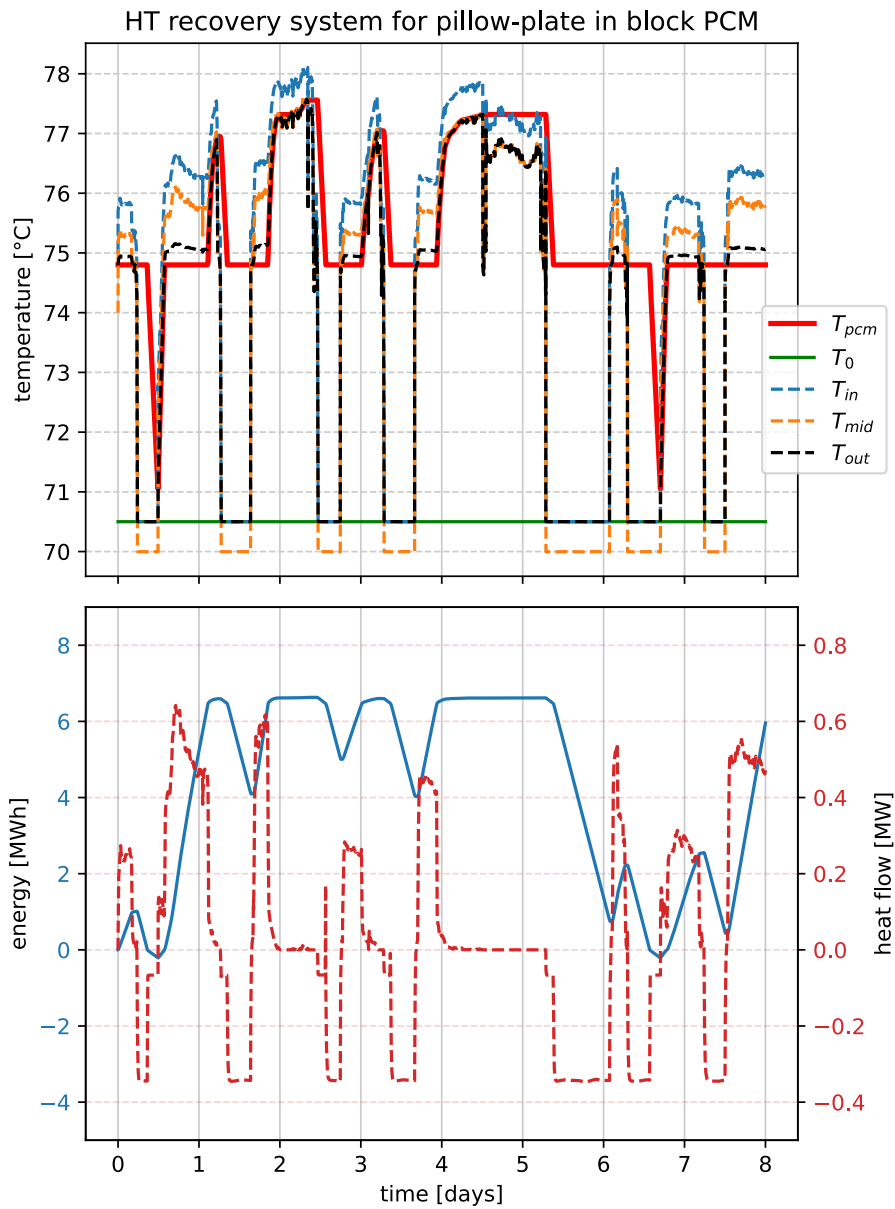 HT recovery system for pillow-plate in block PCM
78
77
76
75
74
73
72
71
70
temperature [°C]
T_pcm
T_0
T_in
T_mid
T_out
8
6
4
2
0
−2
−4
energy [MWh]
0.8
0.6
0.4
0.2
0.0
−0.2
−0.4
heat flow [MW]
0 1 2 3 4 5 6 7 8
time [days]